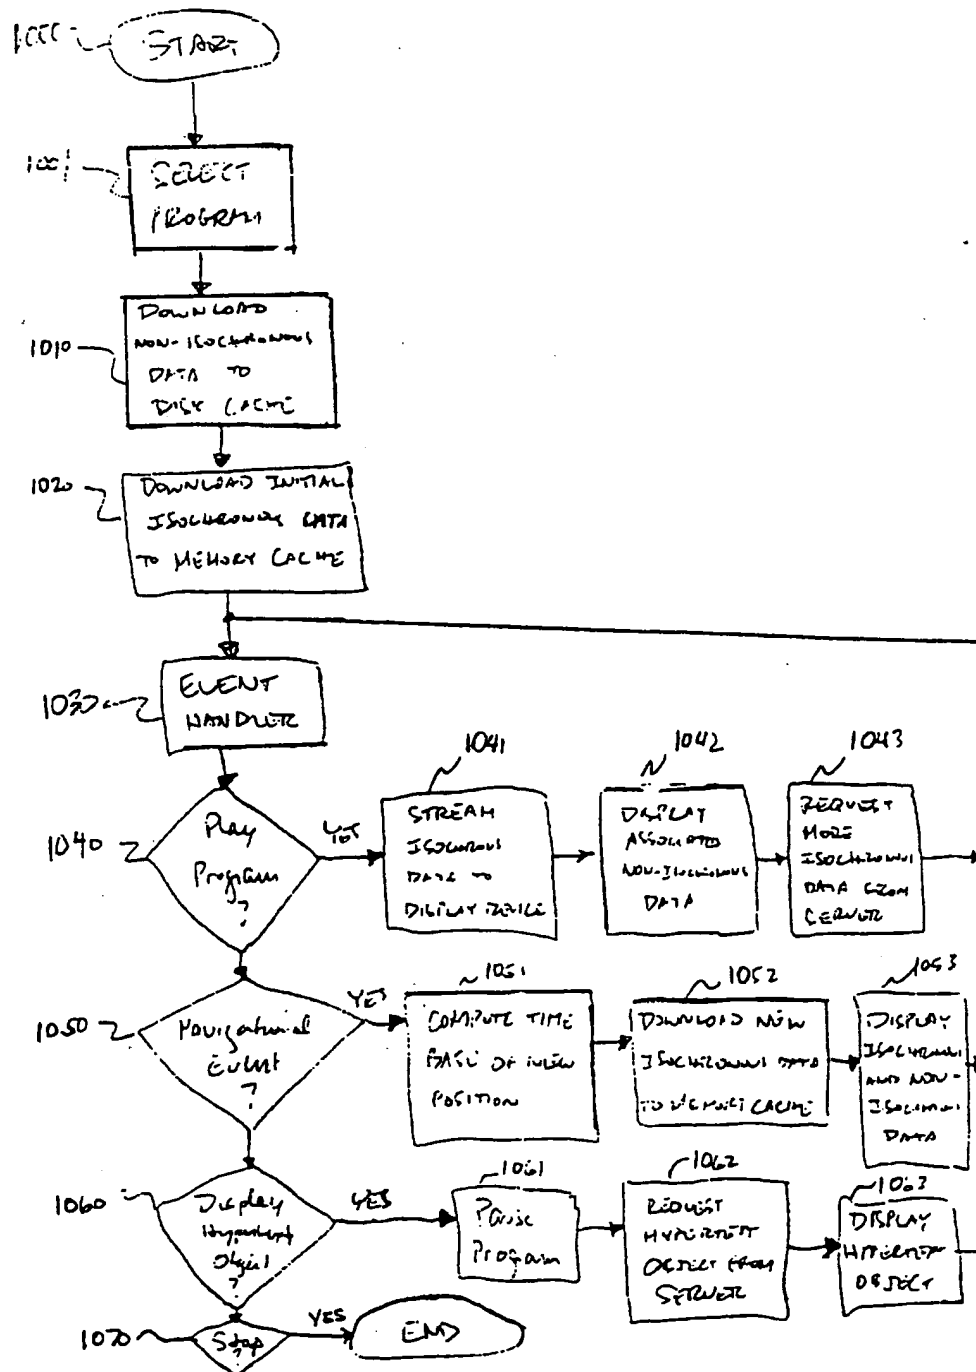 START
1001
SELECT
PROGRAM
1010
DOWNLOAD
NON-ISOCHRONOUS
DATA TO
DISK CACHE
1020
DOWNLOAD INITIAL
ISOCHRONOUS DATA
TO MEMORY CACHE
1030
EVENT
HANDLER
1040
Play
Program
?
YES
1041
STREAM
ISOCHRONOUS
DATA TO
DISPLAY DEVICE
1042
DISPLAY
ASSOCIATED
NON-ISOCHRONOUS
DATA
1043
REQUEST
MORE
ISOCHRONOUS
DATA FROM
SERVER
1050
Navigational
Event
?
YES
1051
COMPUTE TIME
BASE OF NEW
POSITION
1052
DOWNLOAD NEW
ISOCHRONOUS DATA
TO MEMORY CACHE
1053
DISPLAY
ISOCHRONOUS
AND NON-
ISOCHRONOUS
DATA
1060
Display
Hypertext
Object
?
YES
1061
Pause
Program
1062
REQUEST
HYPERTEXT
OBJECT FROM
SERVER
1063
DISPLAY
HYPERTEXT
OBJECT
1070
Stop
?
YES
END